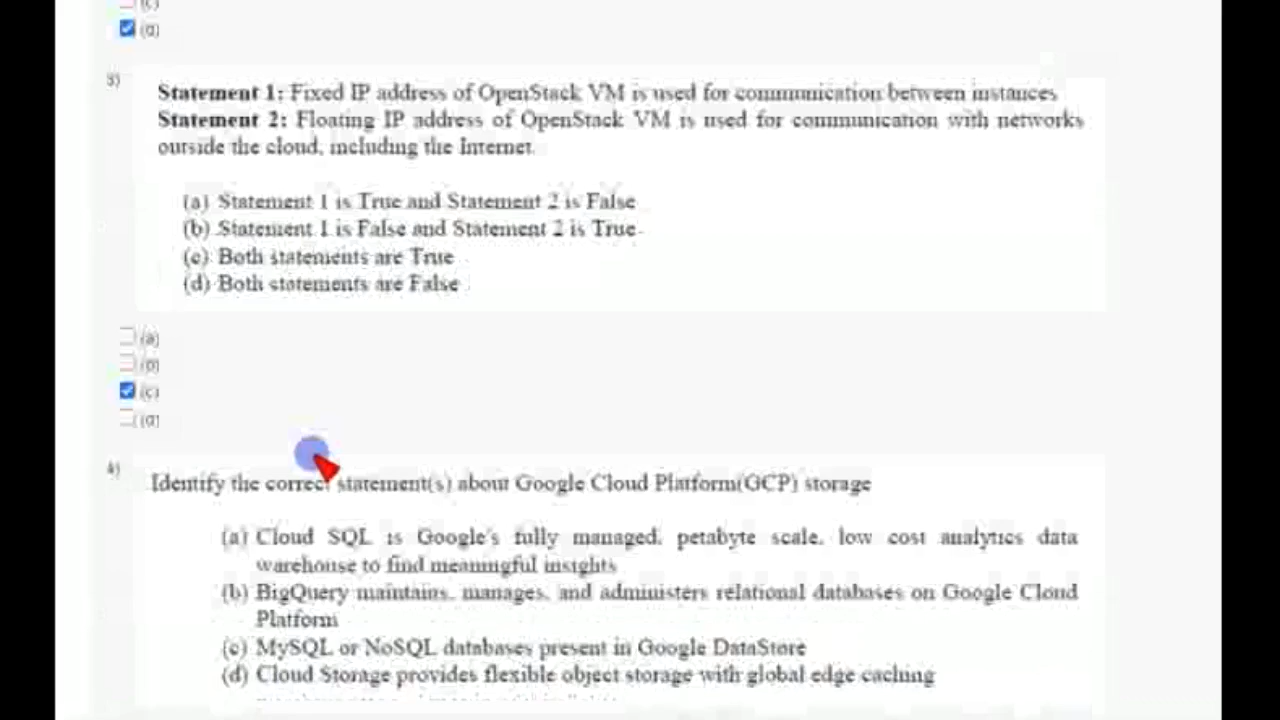 (c)
(d)
3)
Statement 1: Fixed IP address of OpenStack VM is used for communication between instances
Statement 2: Floating IP address of OpenStack VM is used for communication with networks
outside the cloud, including the Internet.
(a) Statement 1 is True and Statement 2 is False
(b) Statement 1 is False and Statement 2 is True
(c) Both statements are True
(d) Both statements are False
(a)
(b)
(c)
(d)
4)
Identify the correct statement(s) about Google Cloud Platform(GCP) storage
(a) Cloud SQL is Google's fully managed, petabyte scale, low cost analytics data
warehouse to find meaningful insights
(b) BigQuery maintains, manages, and administers relational databases on Google Cloud
Platform
(c) MySQL or NoSQL databases present in Google DataStore
(d) Cloud Storage provides flexible object storage with global edge caching